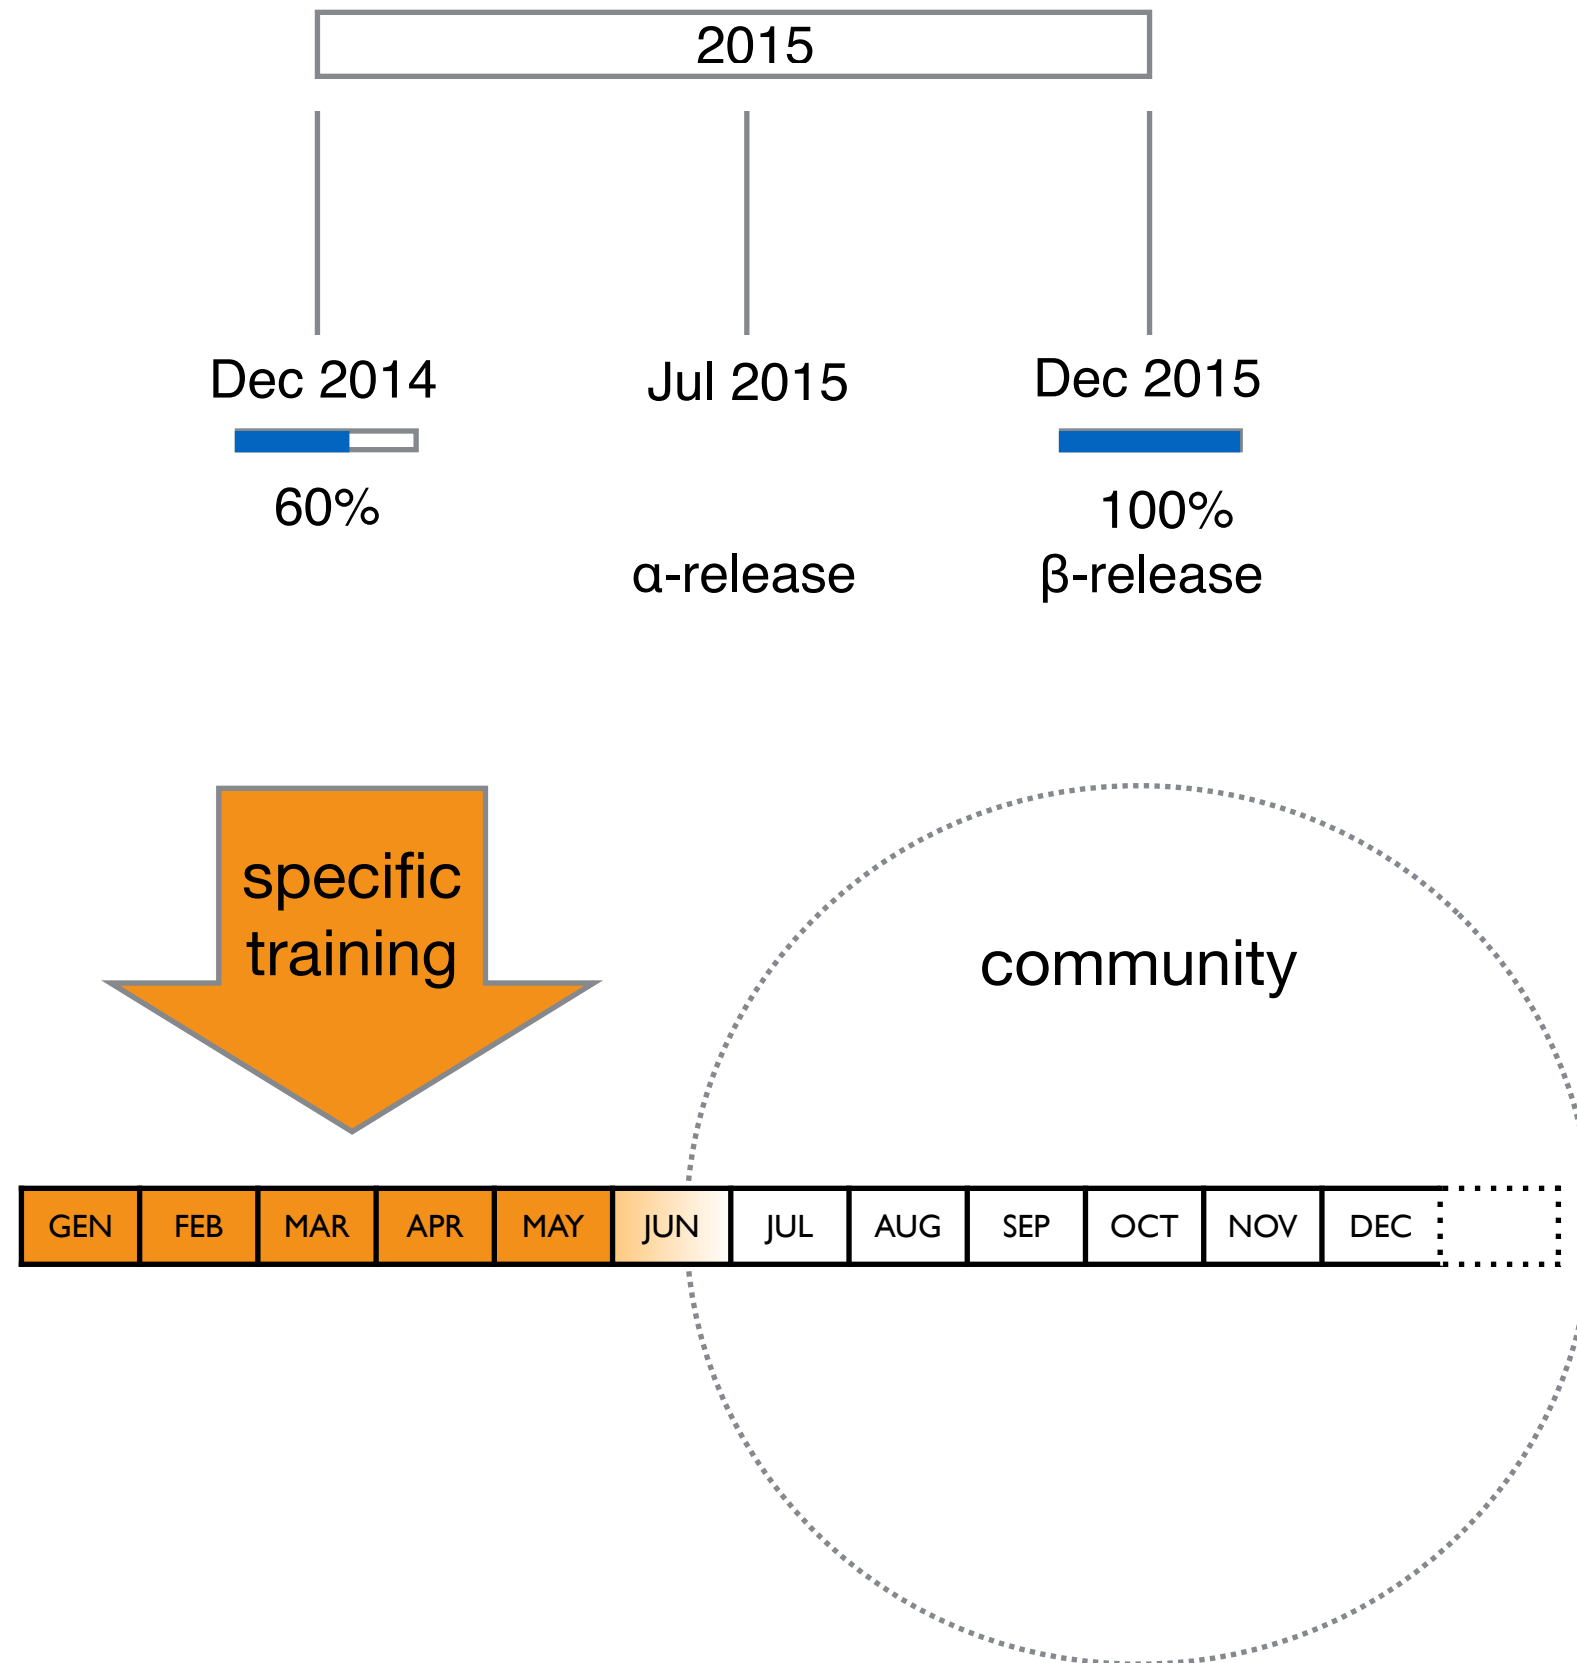 2015
Dec 2014
Jul 2015
Dec 2015
60%
100%
α-release
β-release
specific
training
community
GEN FEB MAR APR MAY JUN JUL AUG SEP OCT NOV DEC